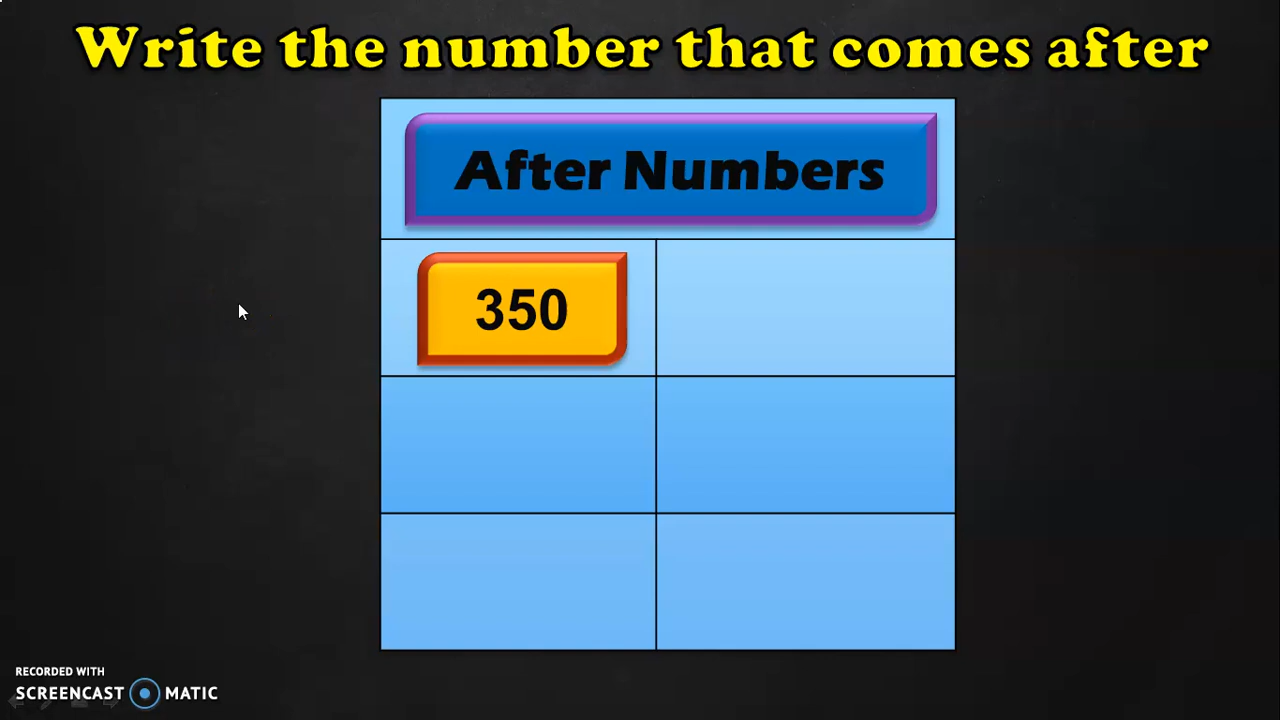 Write the number that comes after
After Numbers
350
RECORDED WITH
SCREENCAST MATIC